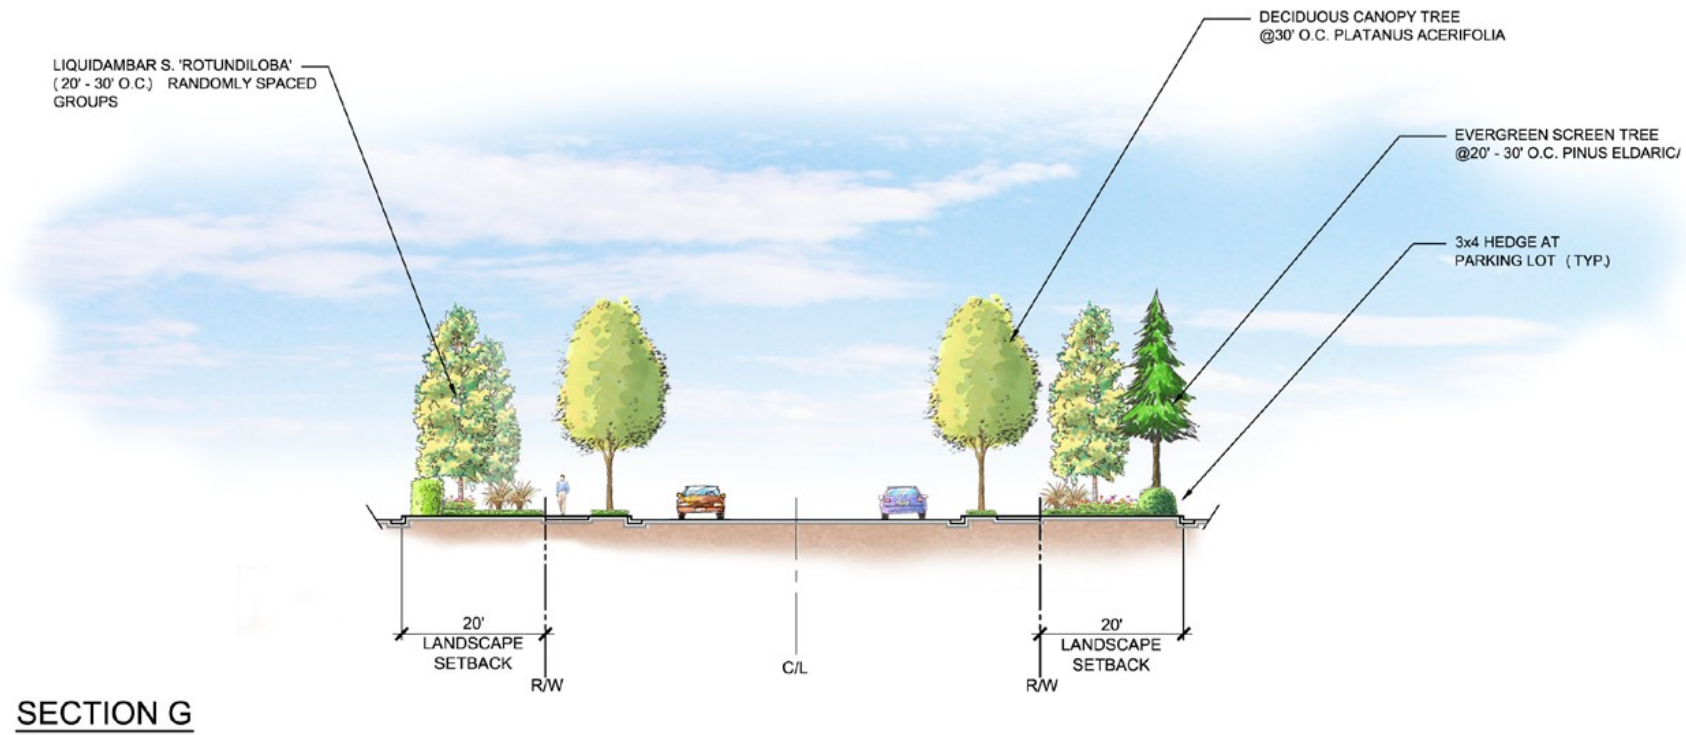 DECIDUOUS CANOPY TREE
@30' O.C. PLATANUS ACERIFOLIA
LIQUIDAMBAR S. 'ROTUNDILOBA'
( 20' - 30' O.C.) RANDOMLY SPACED
GROUPS
EVERGREEN SCREEN TREE
@20' - 30' O.C. PINUS ELDARIC/
3x4 HEDGE AT
PARKING LOT ( TYP.)
20'
LANDSCAPE
SETBACK
R/W
C/L
20'
LANDSCAPE
SETBACK
R/W
SECTION G